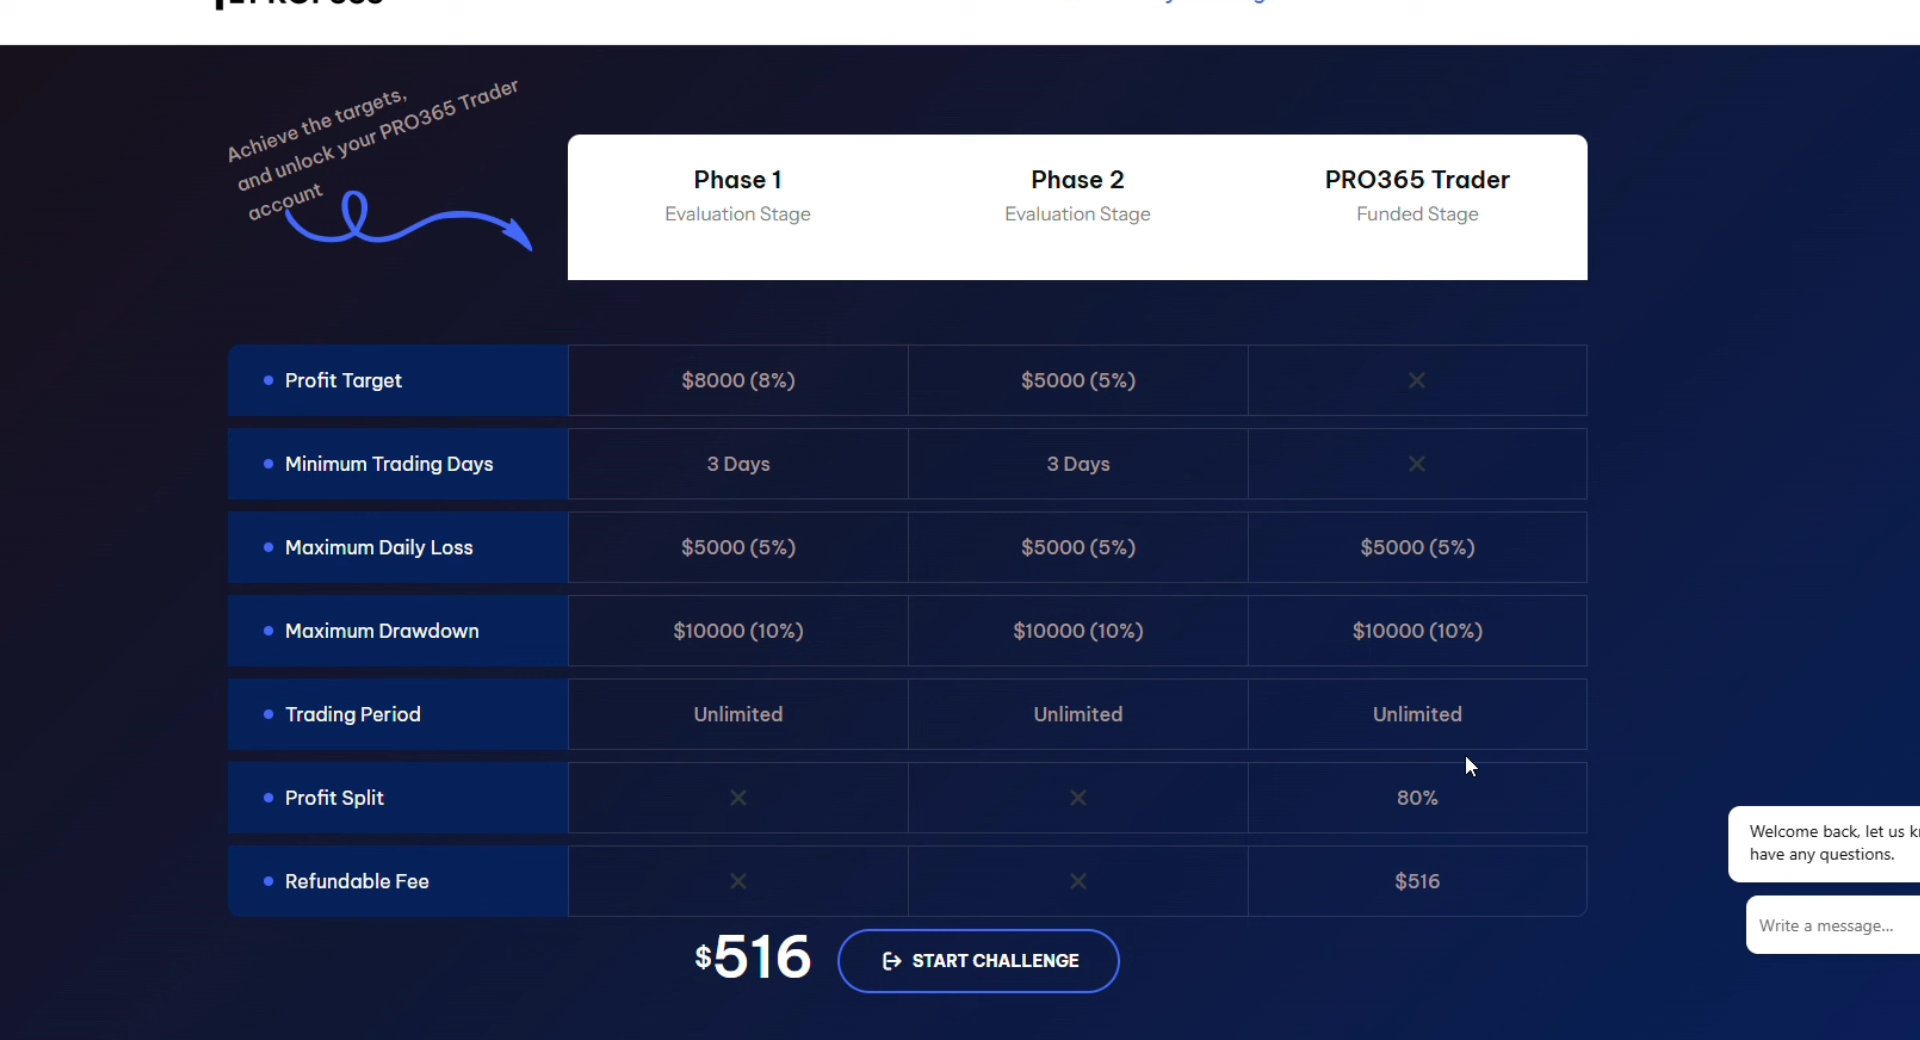 Achieve the targets,
and unlock your PRO365 Trader
account
Phase 1
Evaluation Stage
Phase 2
Evaluation Stage
PRO365 Trader
Funded Stage
Profit Target
$8000 (8%)
$5000 (5%)
Minimum Trading Days
3 Days
3 Days
Maximum Daily Loss
$5000 (5%)
$5000 (5%)
$5000 (5%)
Maximum Drawdown
$10000 (10%)
$10000 (10%)
$10000 (10%)
Trading Period
Unlimited
Unlimited
Unlimited
Profit Split
80%
Refundable Fee
$516
$516
START CHALLENGE
Welcome back, let us
have any questions.
Write a message...